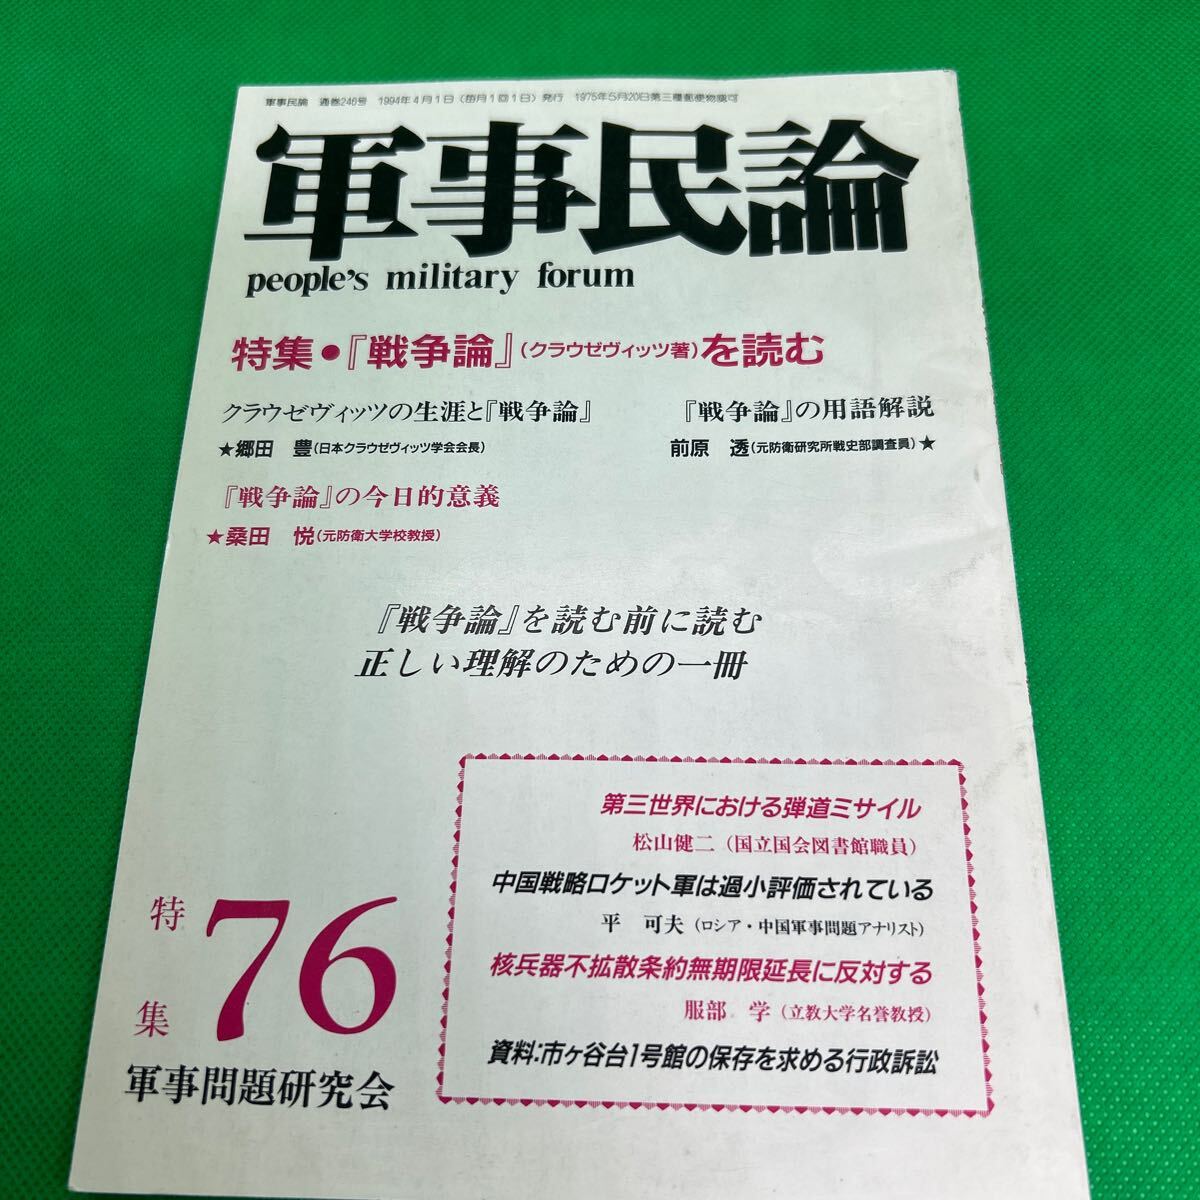 軍事民論 通巻246号 1994年4月1日(毎月1回1日)発行 1975年5月20日第三種郵便物認可
軍事民論
people's military forum
特集・『戦争論』(クラウゼヴィッツ著)を読む
クラウゼヴィッツの生涯と『戦争論』
★郷田 豊(日本クラウゼヴィッツ学会会長)
『戦争論』の用語解説
前原 透(元防衛研究所戦史部調査員)★
『戦争論』の今日的意義
★桑田 悦(元防衛大学校教授)
『戦争論』を読む前に読む
正しい理解のための一冊
第三世界における弾道ミサイル
松山健二(国立国会図書館職員)
中国戦略ロケット軍は過小評価されている
平 可夫(ロシア・中国軍事問題アナリスト)
核兵器不拡散条約無期限延長に反対する
服部 学(立教大学名誉教授)
資料:市ヶ谷台1号館の保存を求める行政訴訟
特集
76
軍事問題研究会